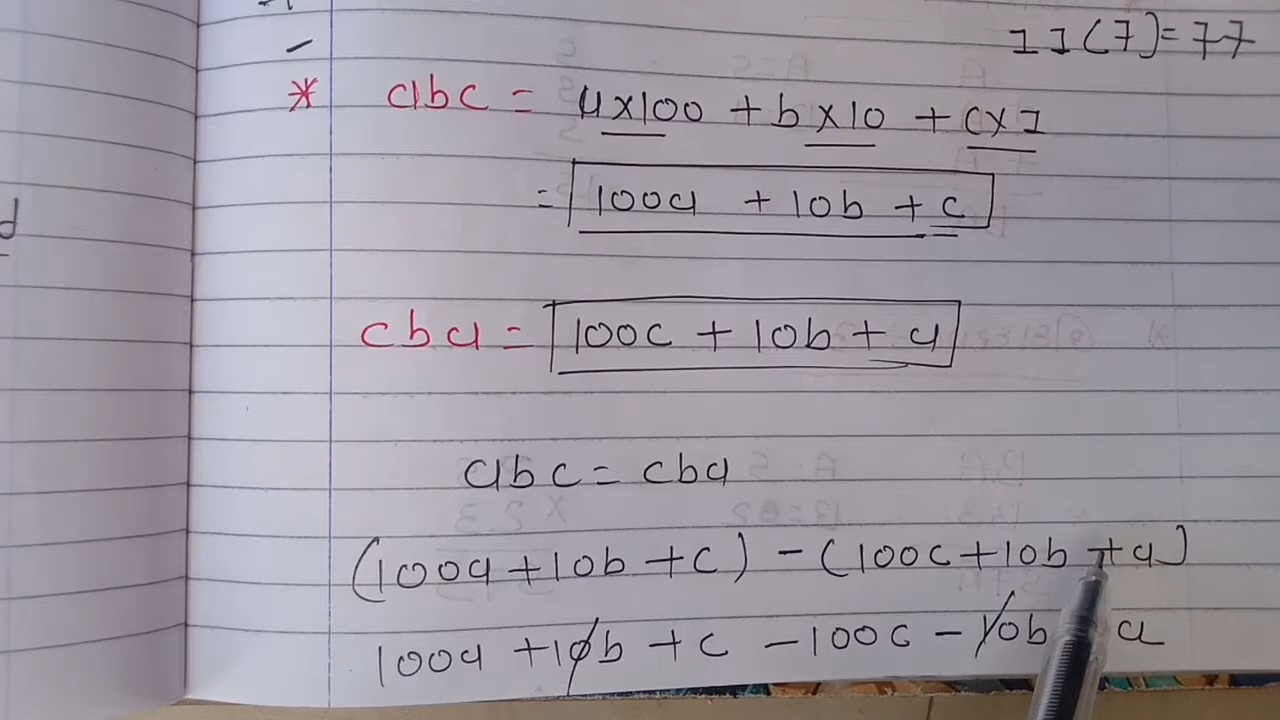 11(7)=77
* abc = a×100 + b×10 + c×1
= 100a + 10b + c
cba = 100c + 10b + a
abc = cba
(100a + 10b + c) - (100c + 10b + a)
100a + 10b + c - 100c - 10b a